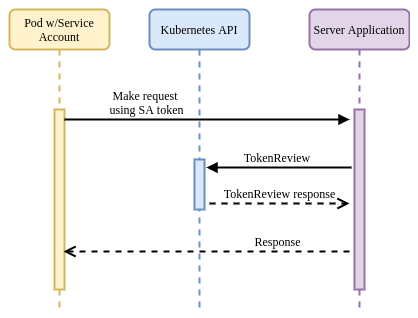 Pod w/Service
Account
Kubernetes API
Server Application
Make request
using SA token
TokenReview
TokenReview response
Response